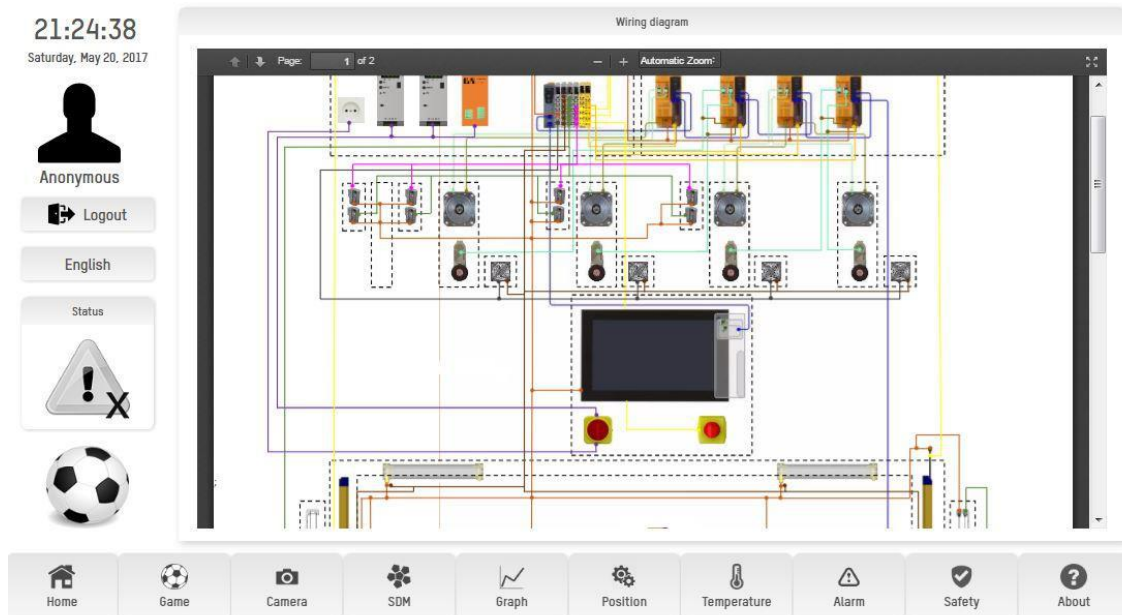 21:24:38
Saturday, May 20, 2017
Anonymous
Logout
English
Status
X
Wiring diagram
Page: 1 of 2
Automatic Zoom
Home
Game
Camera
SDM
Graph
Position
Temperature
Alarm
Safety
About